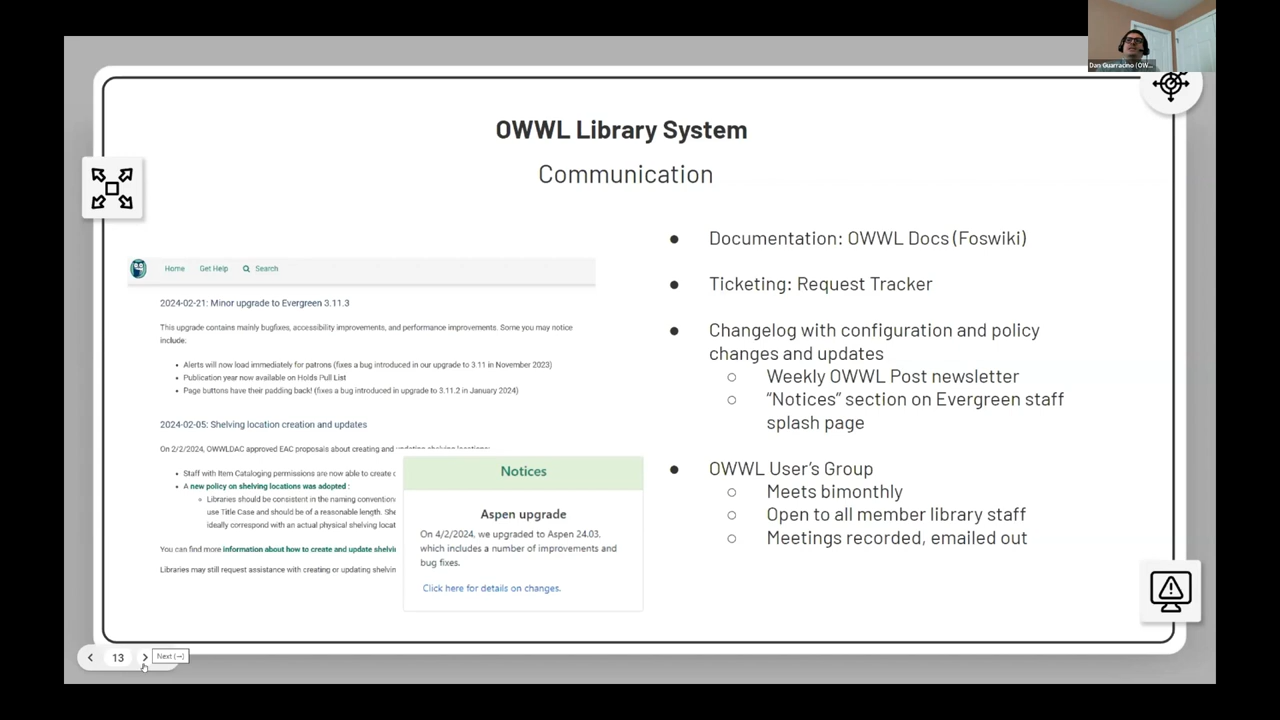 Dan Guarracino (OW...
OWWL Library System
Communication
Home Get Help Search
2024-02-21: Minor upgrade to Evergreen 3.11.3
This upgrade contains mainly bugfixes, accessibility improvements, and performance improvements. Some you may notice
include:
• Alerts will now load immediately for patrons (fixes a bug introduced in our upgrade to 3.11 in November 2023)
• Publication year now available on Holds Pull List
• Page buttons have their padding back! (fixes a bug introduced in upgrade to 3.11.2 in January 2024)
2024-02-05: Shelving location creation and updates
On 2/2/2024, OWWLDAC approved EAC proposals about creating and updating shelving locations:
• Staff with Item Cataloging permissions are now able to create
• A new policy on shelving locations was adopted :
Libraries should be consistent in the naming convention
use Title Case and should be of a reasonable length.
ideally correspond with an actual physical shelving
You can find more information about how to create and update
Libraries may still request assistance with creating or updating
Notices
Aspen upgrade
On 4/2/2024, we upgraded to Aspen 24.03,
which includes a number of improvements and
bug fixes.
Click here for details on changes.
● Documentation: OWWL Docs (Foswiki)
● Ticketing: Request Tracker
● Changelog with configuration and policy
changes and updates
○ Weekly OWWL Post newsletter
○ “Notices” section on Evergreen staff
splash page
● OWWL User’s Group
○ Meets bimonthly
○ Open to all member library staff
○ Meetings recorded, emailed out
13
Next (→)